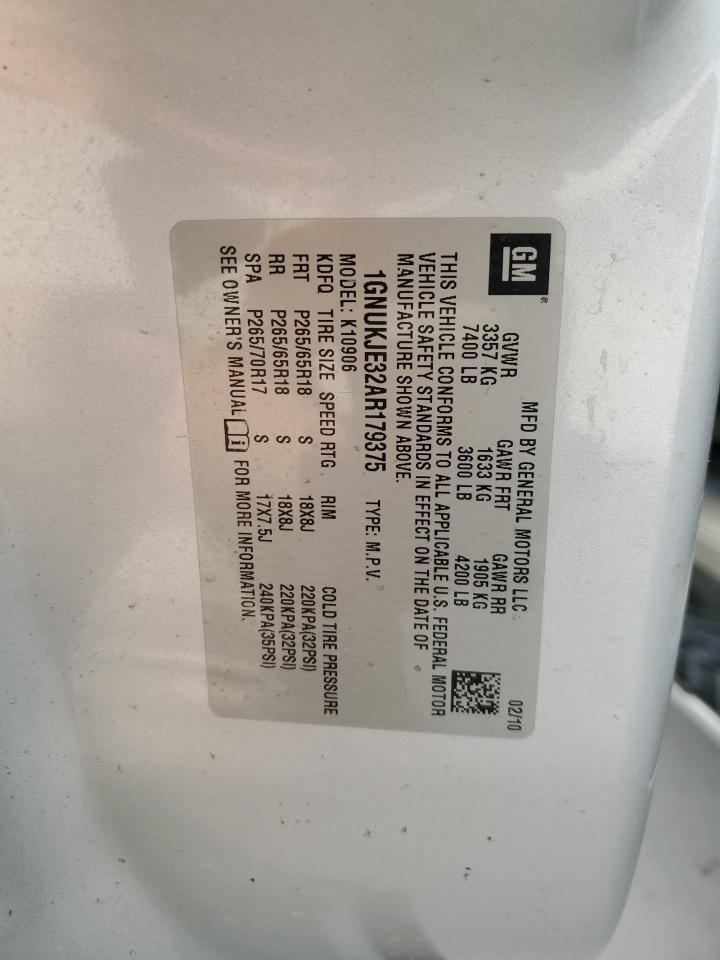 GM ®
MFD BY GENERAL MOTORS LLC 02/10
GVWR GAWR FRT GAWR RR
3357 KG 1633 KG 1905 KG
7400 LB 3600 LB 4200 LB
THIS VEHICLE CONFORMS TO ALL APPLICABLE U.S. FEDERAL MOTOR
VEHICLE SAFETY STANDARDS IN EFFECT ON THE DATE OF
MANUFACTURE SHOWN ABOVE.
1GNUKJE32AR179375 TYPE: M.P.V.
MODEL: K10906
KDFQ TIRE SIZE SPEED RTG RIM COLD TIRE PRESSURE
FRT P265/65R18 S 18X8J 220KPA(32PSI)
RR P265/65R18 S 18X8J 220KPA(32PSI)
SPA P265/70R17 S 17X7.5J 240KPA(35PSI)
SEE OWNER'S MANUAL i FOR MORE INFORMATION.